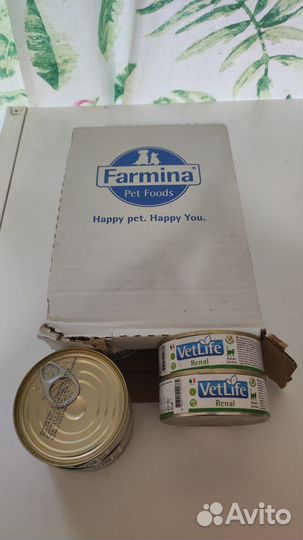 Farmina®
Pet Foods
Happy pet. Happy You.
VetLife
Renal
VetLife
Renal
Avito